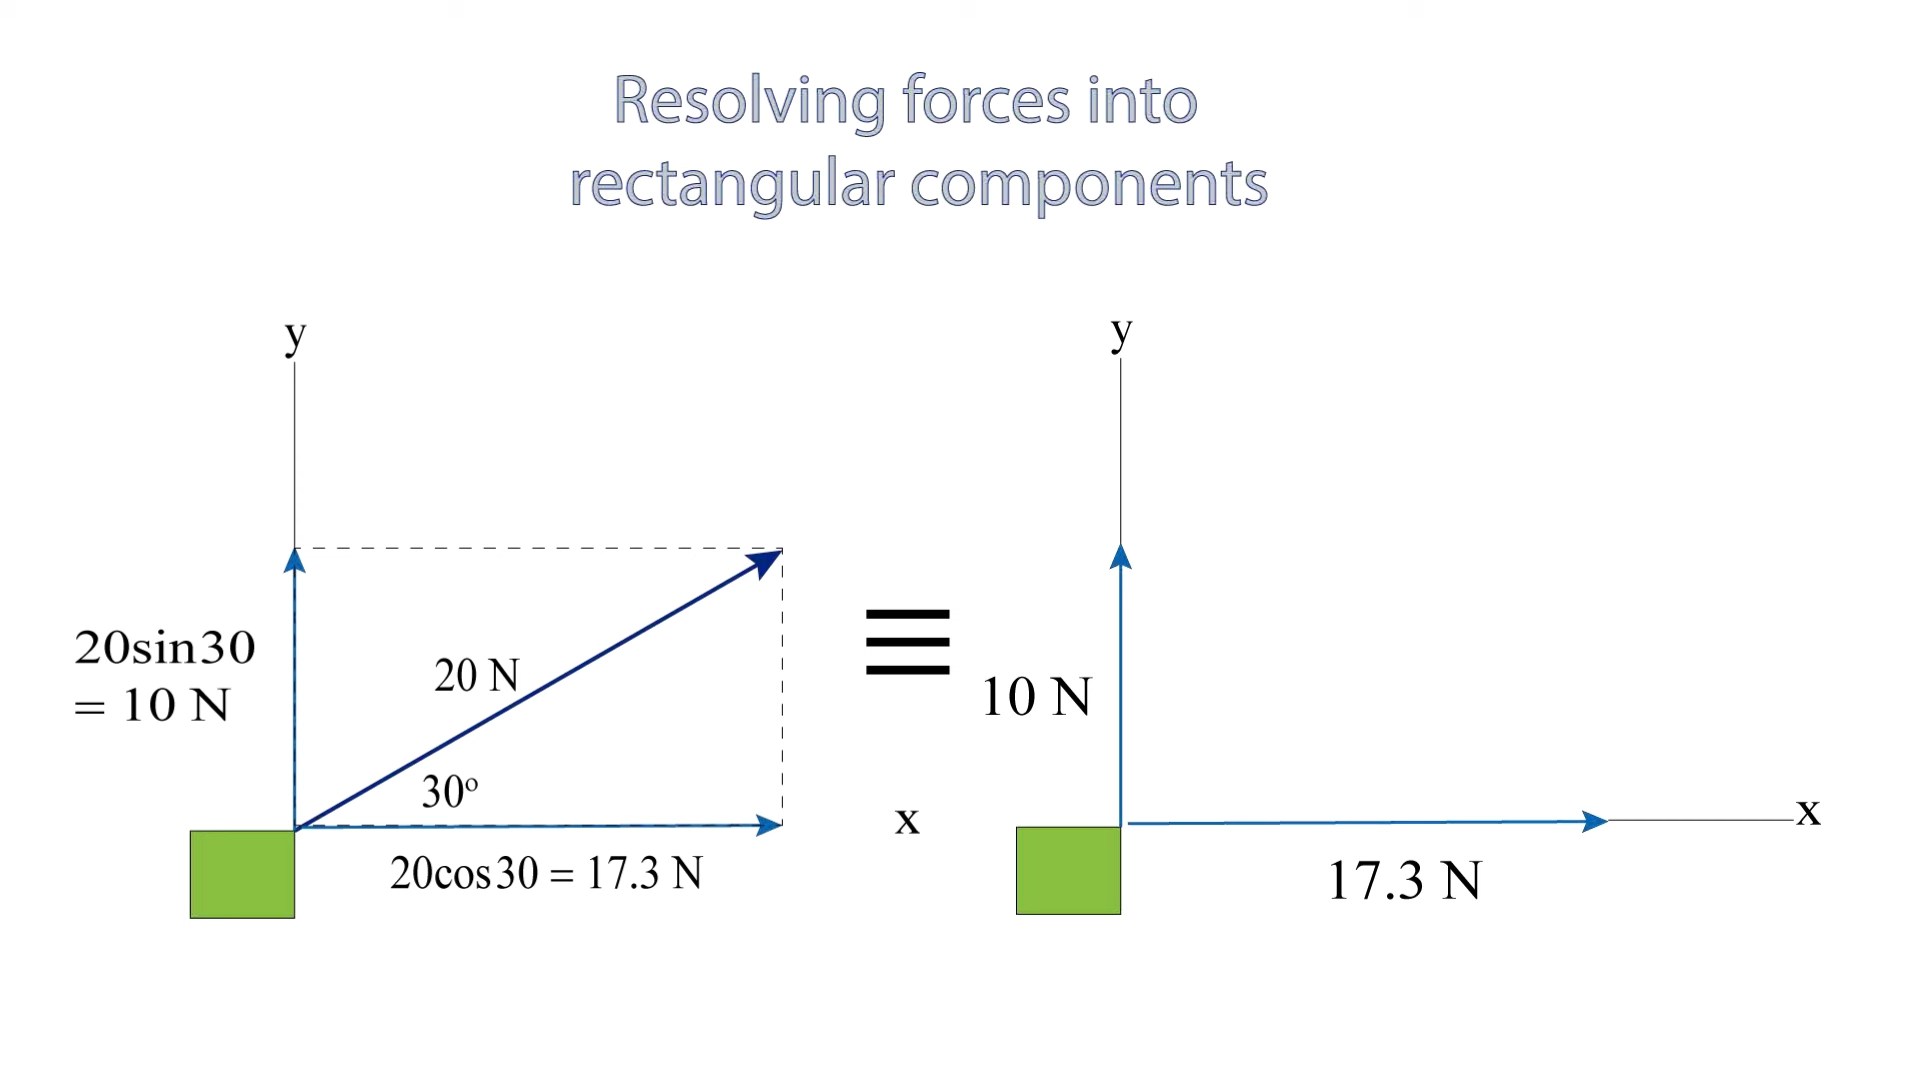 Resolving forces into
rectangular components
y
20sin30
= 10 N
20 N
30º
20cos30 = 17.3 N
x
≡
y
10 N
17.3 N
x